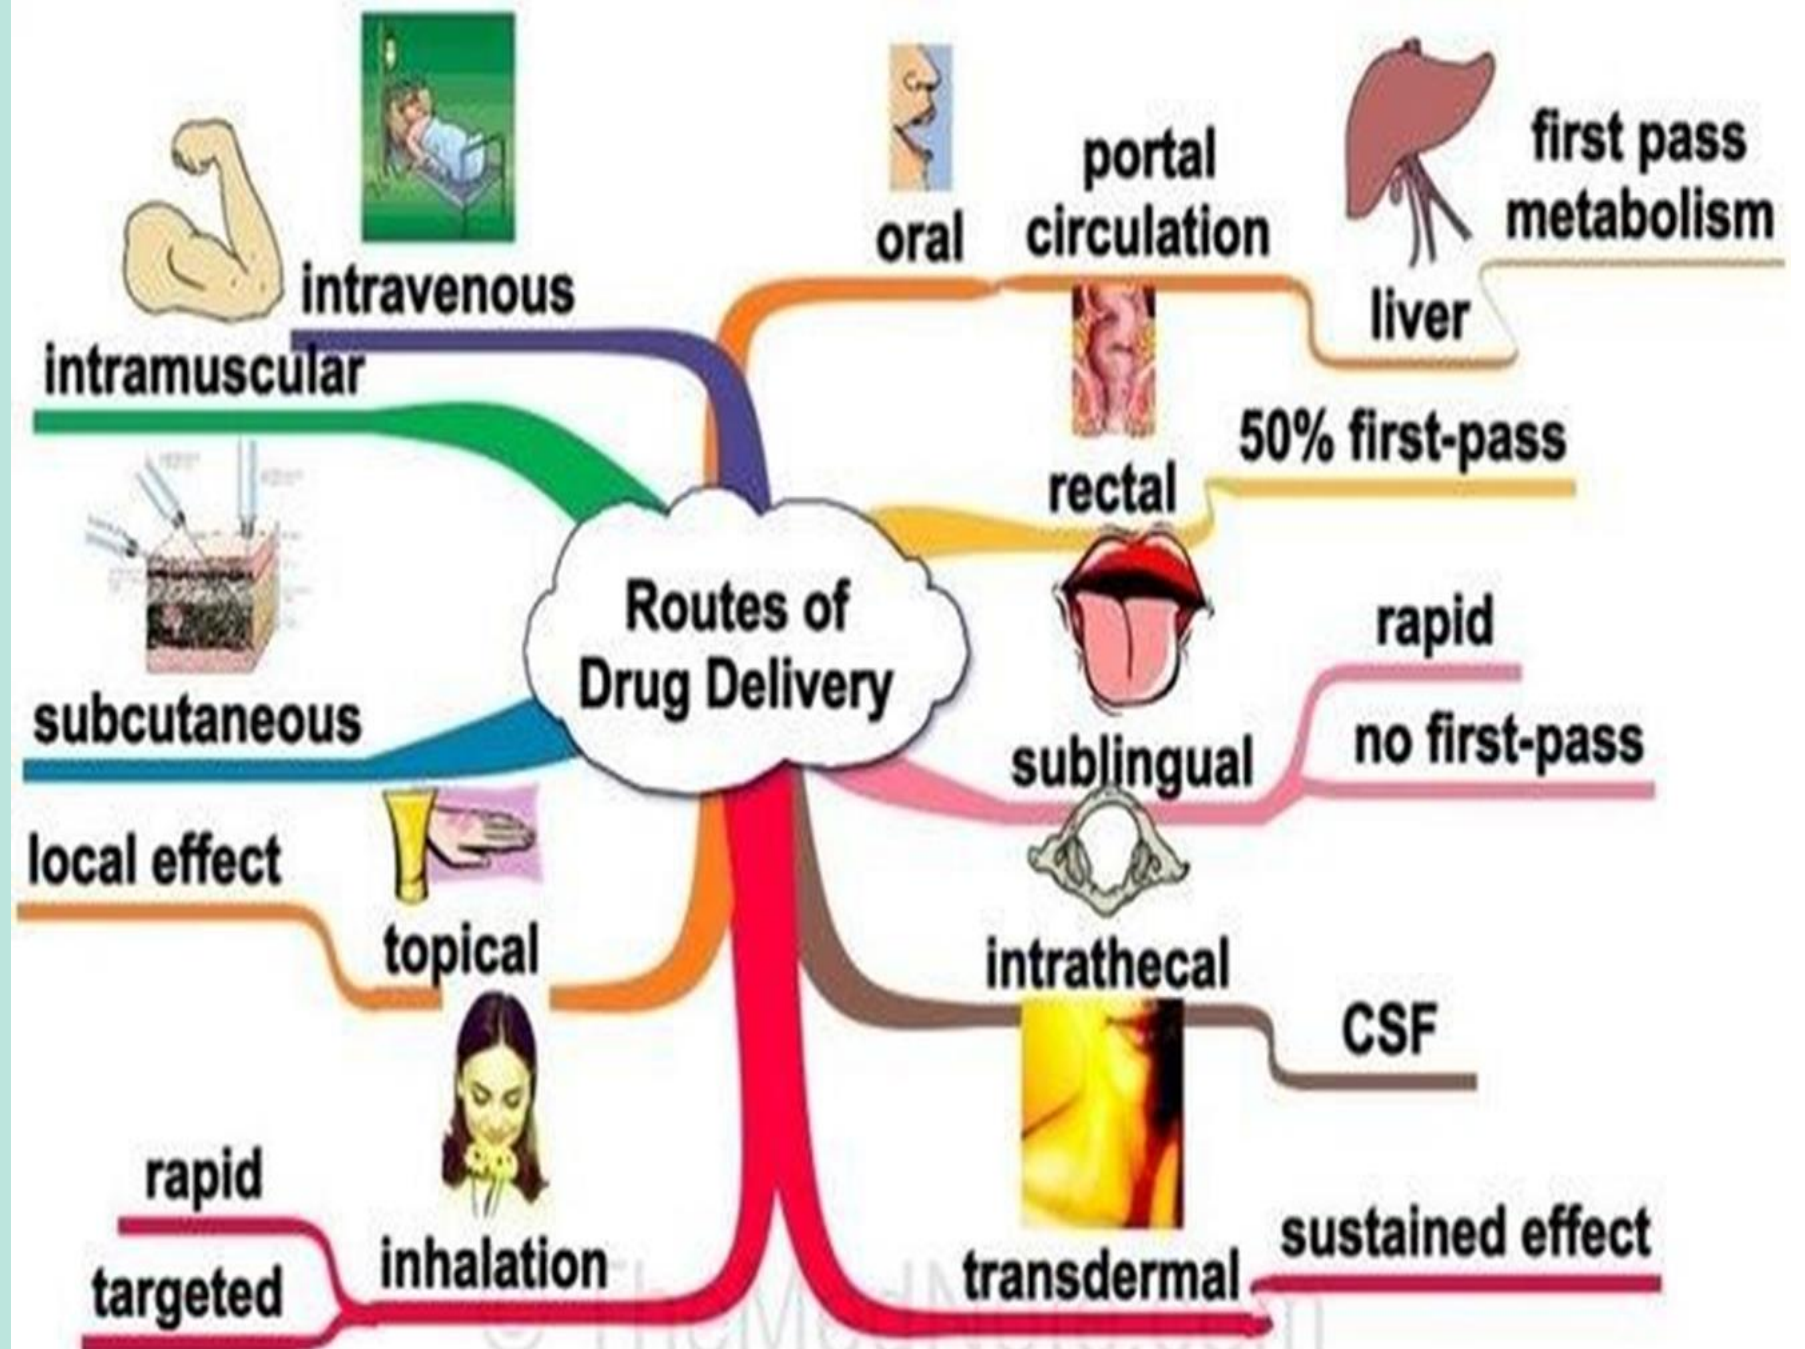 intravenous
intramuscular
subcutaneous
local effect
topical
rapid
targeted
inhalation
Routes of
Drug Delivery
oral
portal
circulation
liver
first pass
metabolism
rectal
50% first-pass
sublingual
rapid
no first-pass
intrathecal
CSF
transdermal
sustained effect